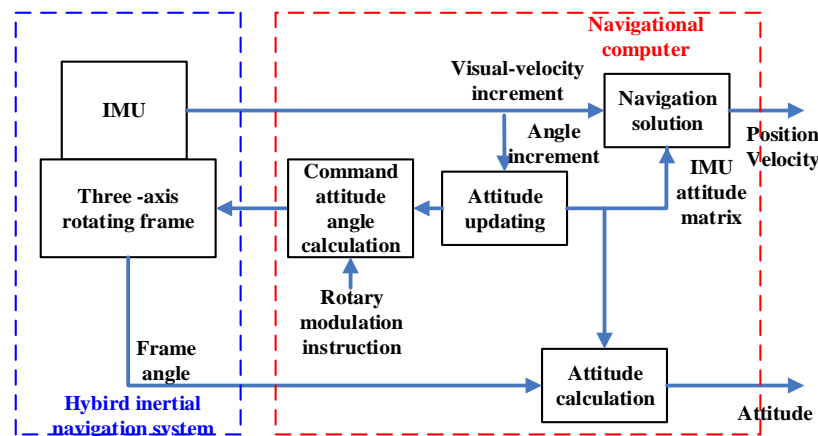 Navigational
computer
IMU
Visual-velocity
increment
Navigation
solution
Position
Velocity
Angle
increment
IMU
attitude
matrix
Three -axis
rotating frame
Command
attitude
angle
calculation
Attitude
updating
Rotary
modulation
instruction
Frame
angle
Attitude
calculation
Attitude
Hybird inertial
navigation system